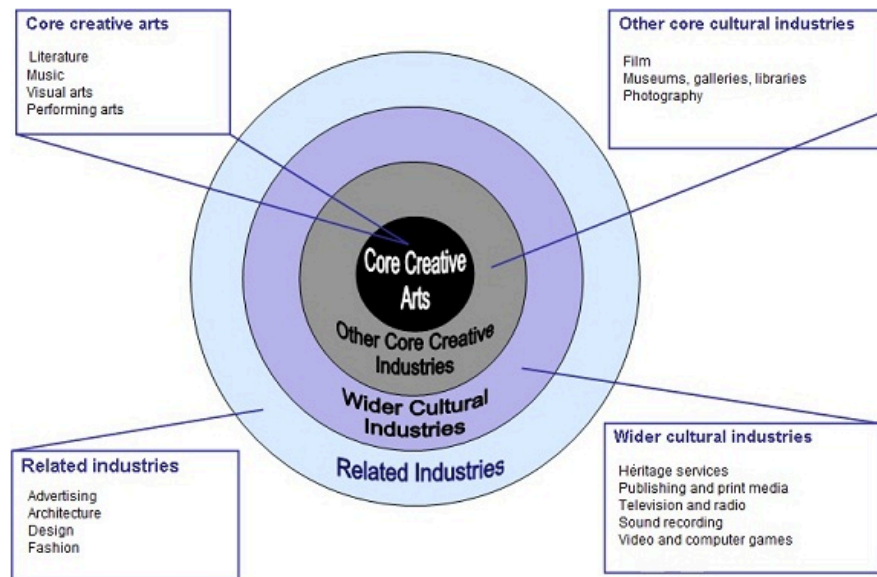 Core creative arts
Literature
Music
Visual arts
Performing arts
Other core cultural industries
Film
Museums, galleries, libraries
Photography
Core Creative
Arts
Other Core Creative
Industries
Wider Cultural
Industries
Related Industries
Related industries
Advertising
Architecture
Design
Fashion
Wider cultural industries
Héritage services
Publishing and print media
Television and radio
Sound recording
Video and computer games